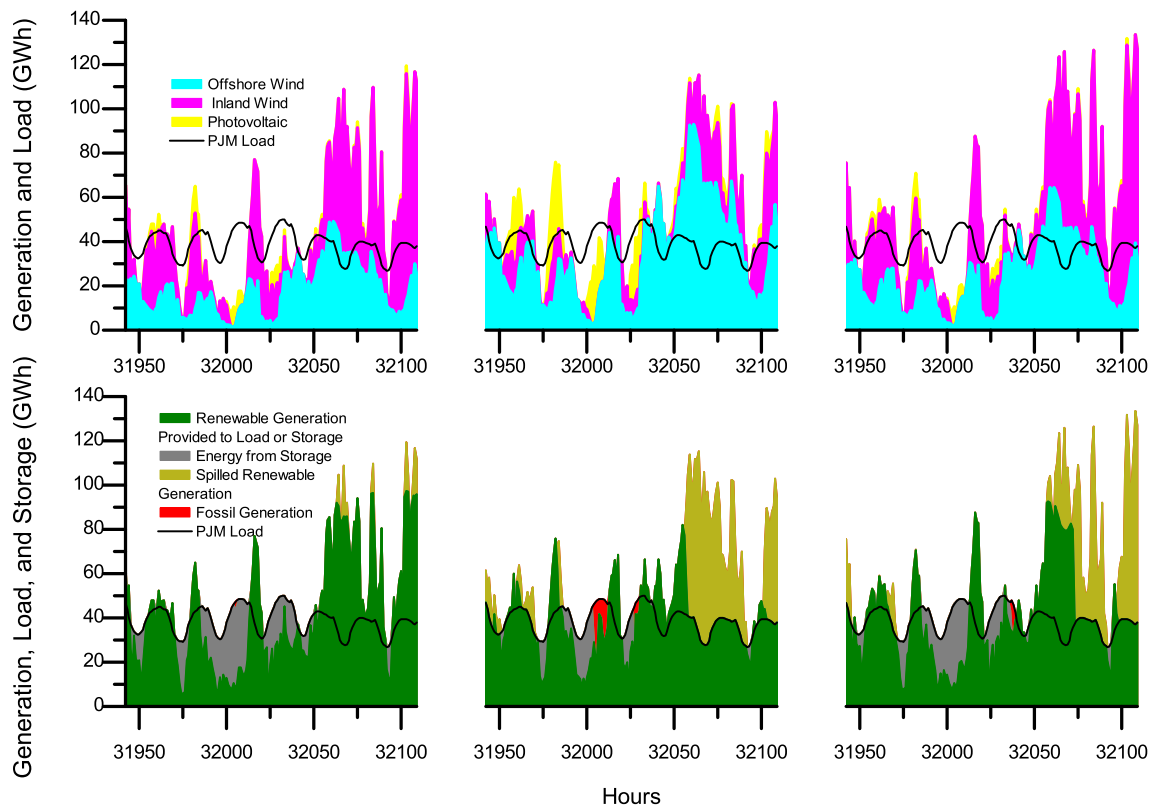 Generation and Load (GWh)
140
120
100
80
60
40
20
0
Offshore Wind
Inland Wind
Photovoltaic
PJM Load
31950 32000 32050 32100
31950 32000 32050 32100
31950 32000 32050 32100
Generation, Load, and Storage (GWh)
140
120
100
80
60
40
20
0
Renewable Generation
Provided to Load or Storage
Energy from Storage
Spilled Renewable
Generation
Fossil Generation
PJM Load
31950 32000 32050 32100
31950 32000 32050 32100
31950 32000 32050 32100
Hours